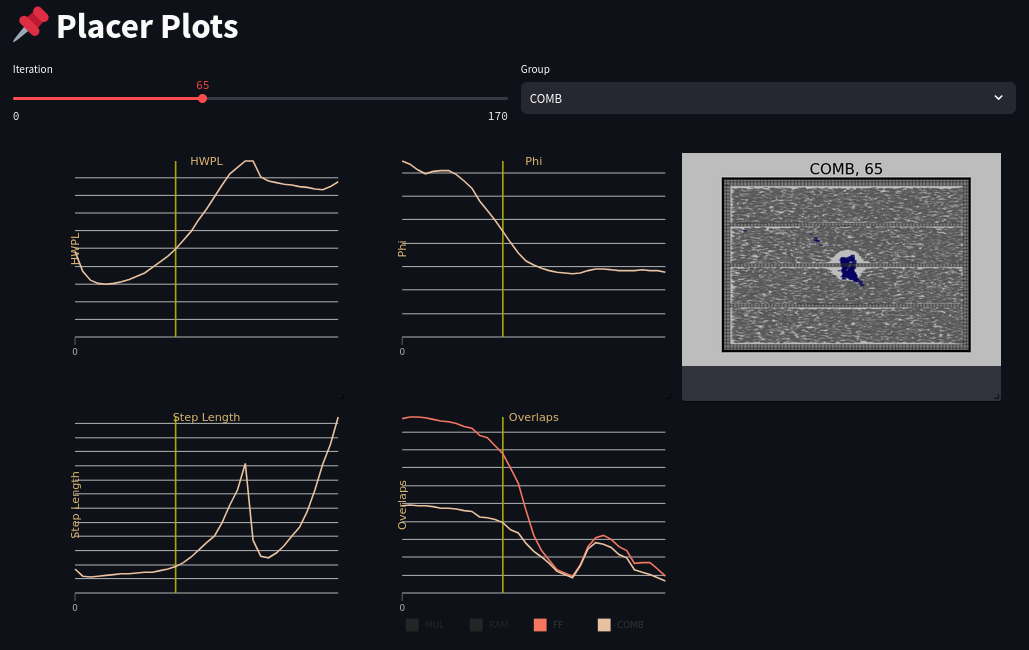 Placer Plots
Iteration
65
0
170
Group
COMB
HWPL
HWPL
0
Phi
Phi
0
COMB, 65
Step Length
Step Length
0
Overlaps
Overlaps
0
MUL
RAM
FF
COMB